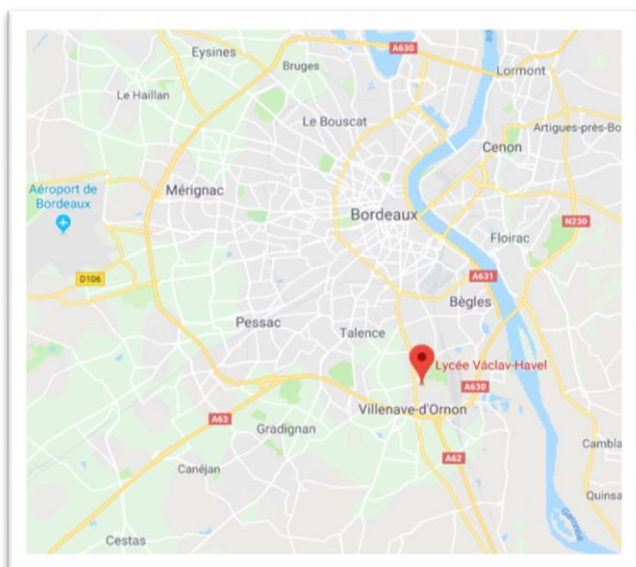 A630
Eysines
Bruges
Lormont
Le Haillan
Le Bouscat
Artigues-près-Bo
Cenon
Aéroport de
Bordeaux
Mérignac
Bordeaux
N230
Floirac
D106
A631
Bègles
Pessac
Talence
Lycée Václav-Havel
A630
Villenave-d'Ornon
A63
Gradignan
Cambla
A62
Canéjan
Quinsa
Garonne
Cestas